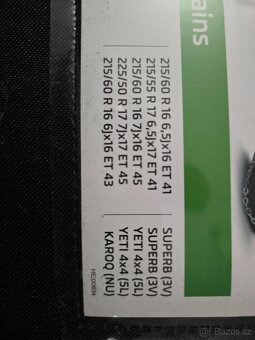 ains
215/60 R 16 6,5Jx16 ET 41 SUPERB (3V)
215/55 R 17 6,5Jx17 ET 41 SUPERB (3V)
215/60 R 16 7Jx16 ET 45 YETI 4x4 (5L)
225/50 R 17 7Jx17 ET 45 YETI 4x4 (5L)
215/60 R 16 6Jx16 ET 43 KAROQ (NU)